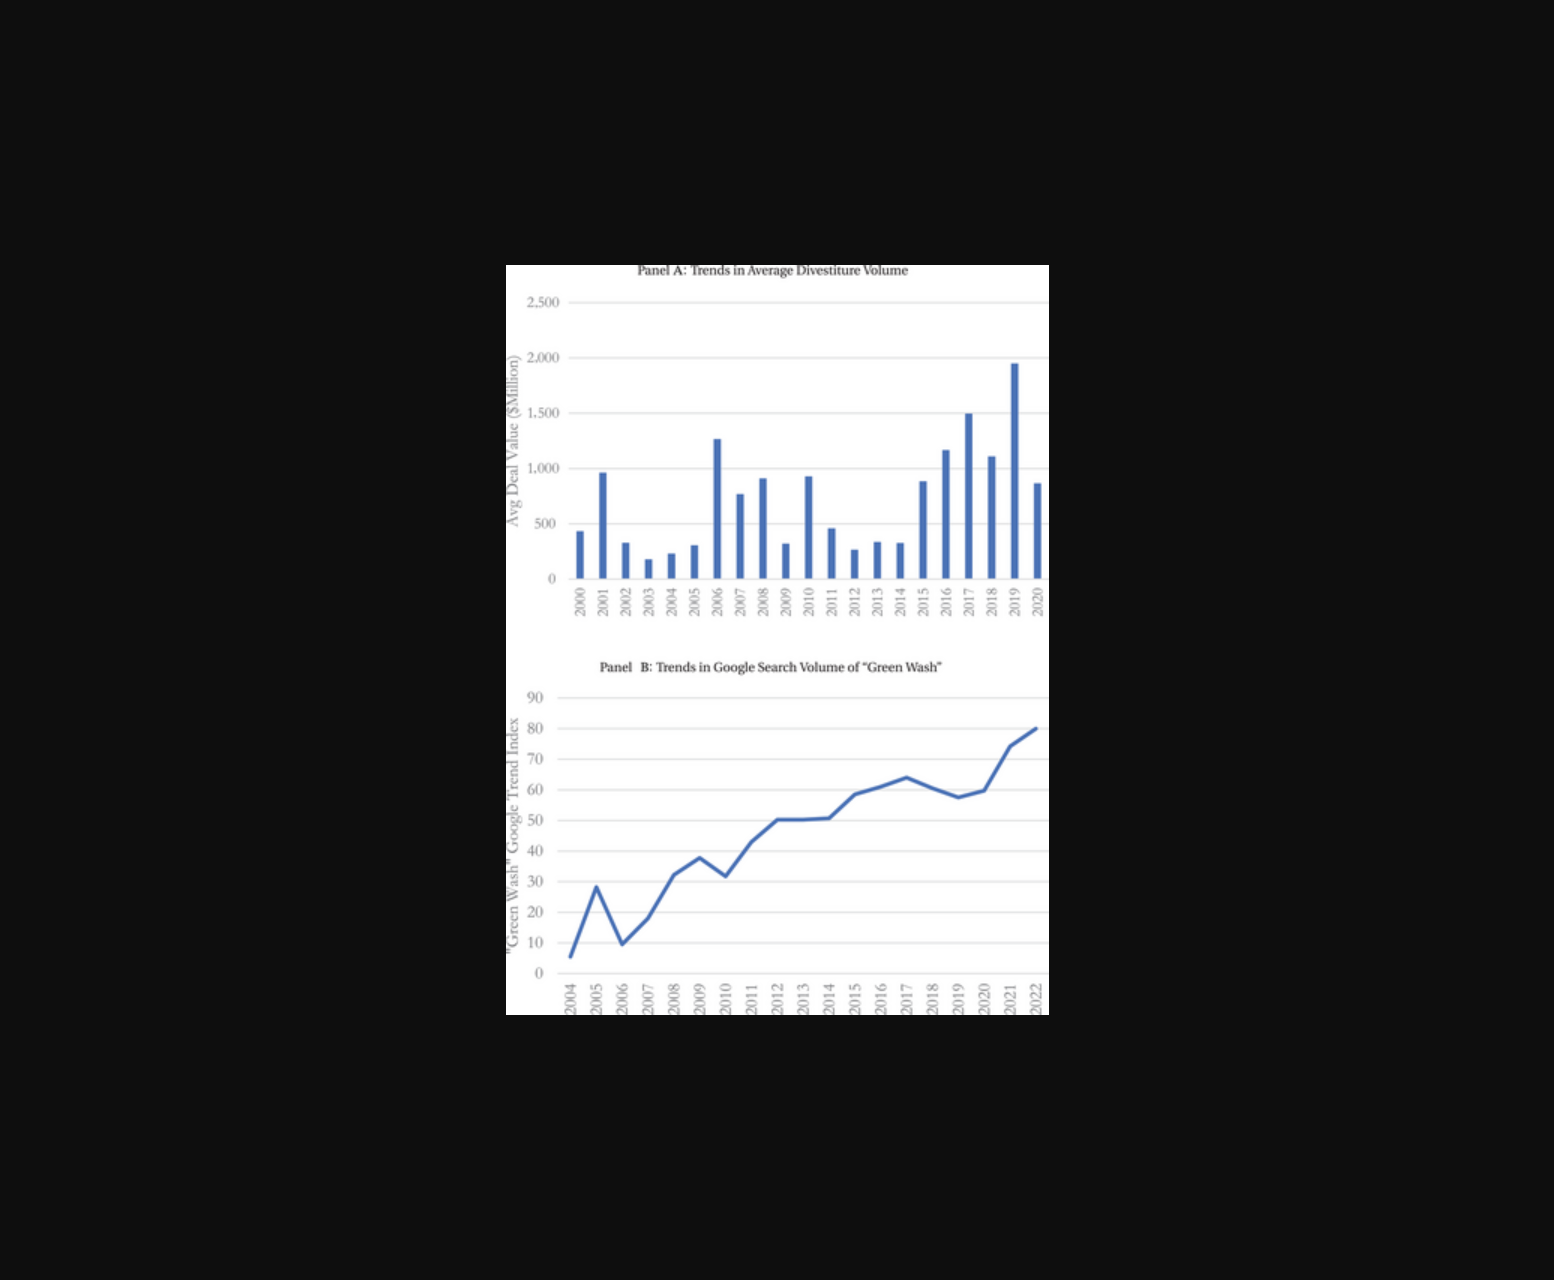 Panel A: Trends in Average Divestiture Volume
Avg Deal Value ($Million)
2,500
2,000
1,500
1,000
500
0
2000 2001 2002 2003 2004 2005 2006 2007 2008 2009 2010 2011 2012 2013 2014 2015 2016 2017 2018 2019 2020
Panel B: Trends in Google Search Volume of “Green Wash”
"Green Wash" Google Trend Index
90
80
70
60
50
40
30
20
10
0
2004 2005 2006 2007 2008 2009 2010 2011 2012 2013 2014 2015 2016 2017 2018 2019 2020 2021 2022